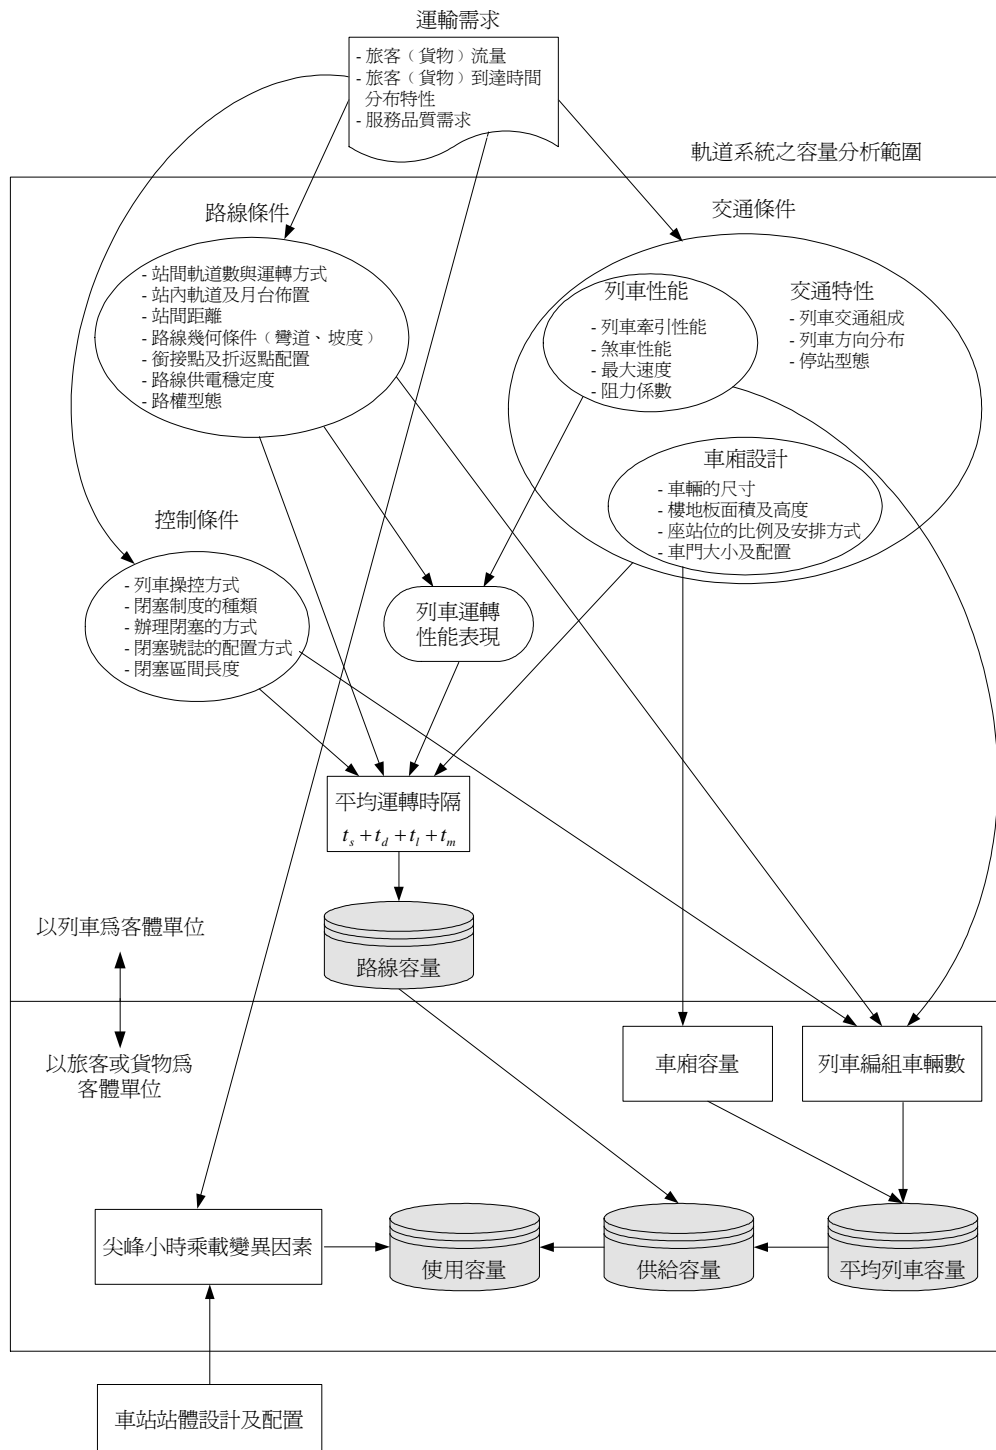 運輸需求
- 旅客（貨物）流量
- 旅客（貨物）到達時間
分布特性
- 服務品質需求
軌道系統之容量分析範圍
路線條件
- 站間軌道數與運轉方式
- 站內軌道及月台佈置
- 站間距離
- 路線幾何條件（彎道、坡度）
- 銜接點及折返點配置
- 路線供電穩定度
- 路權型態
交通條件
列車性能
- 列車牽引性能
- 煞車性能
- 最大速度
- 阻力係數
交通特性
- 列車交通組成
- 列車方向分布
- 停站型態
車廂設計
- 車輛的尺寸
- 樓地板面積及高度
- 座站位的比例及安排方式
- 車門大小及配置
控制條件
- 列車操控方式
- 閉塞制度的種類
- 辦理閉塞的方式
- 閉塞號誌的配置方式
- 閉塞區間長度
列車運轉
性能表現
平均運轉時隔
t_s + t_d + t_l + t_m
路線容量
以列車為客體單位
以旅客或貨物為
客體單位
車廂容量
列車編組車輛數
尖峰小時乘載變異因素
使用容量
供給容量
平均列車容量
車站站體設計及配置